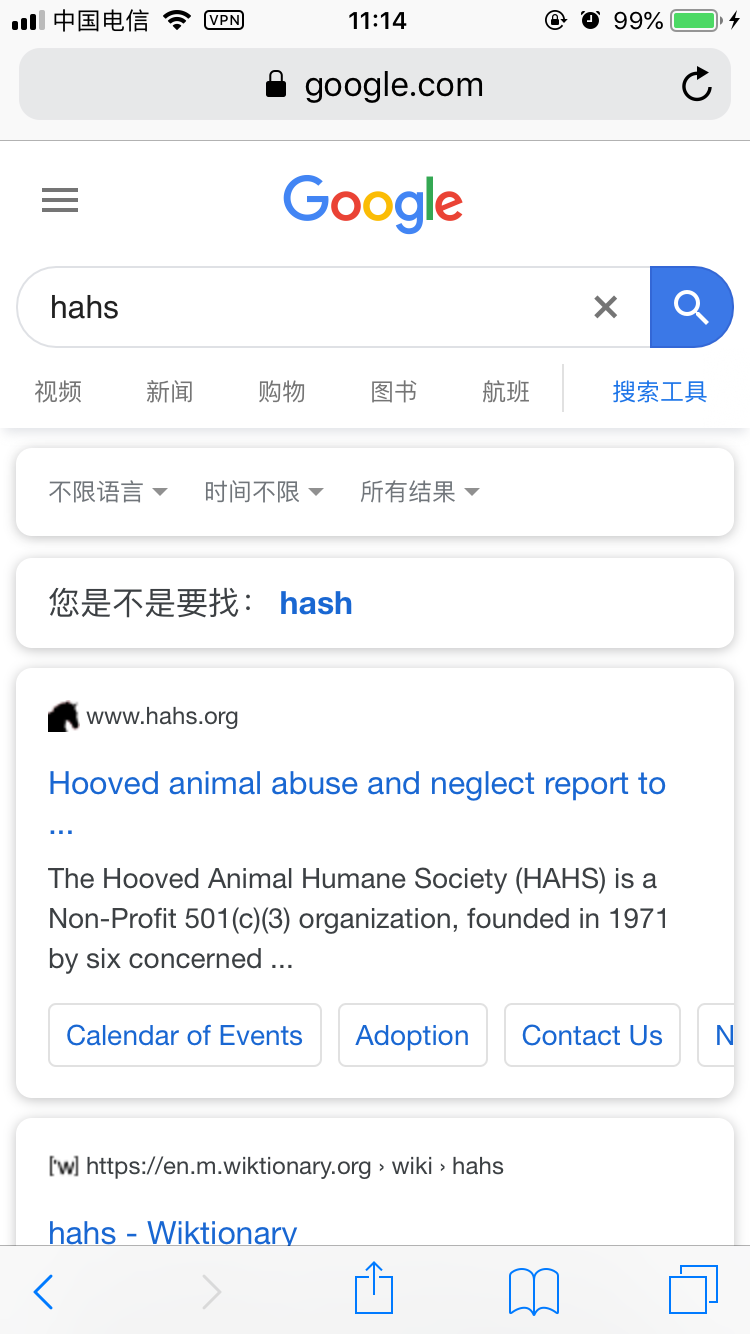 中国电信 VPN 11:14 99%
google.com
Google
hahs
视频 新闻 购物 图书 航班 搜索工具
不限语言 时间不限 所有结果
您是不是要找： hash
www.hahs.org
Hooved animal abuse and neglect report to
...
The Hooved Animal Humane Society (HAHS) is a
Non-Profit 501(c)(3) organization, founded in 1971
by six concerned ...
Calendar of Events Adoption Contact Us N
['w] https://en.m.wiktionary.org › wiki › hahs
hahs - Wiktionary